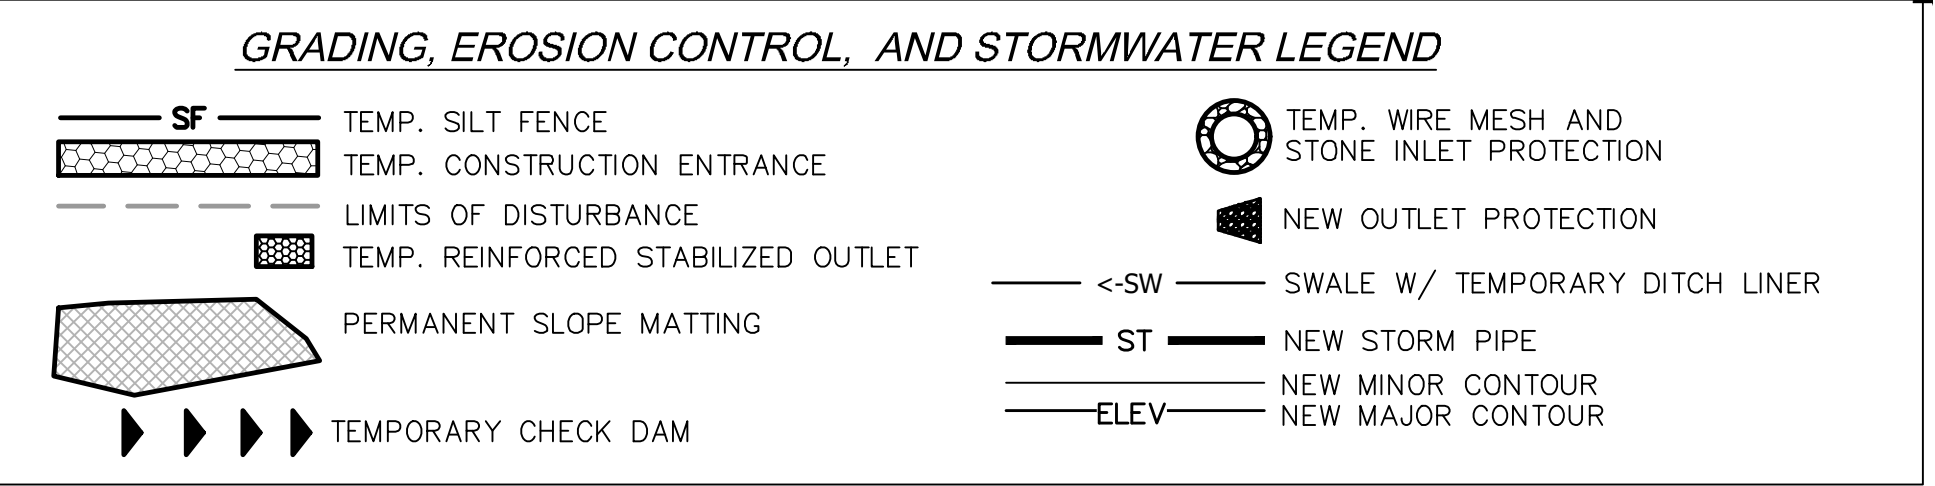 GRADING, EROSION CONTROL, AND STORMWATER LEGEND
SF TEMP. SILT FENCE
TEMP. CONSTRUCTION ENTRANCE
LIMITS OF DISTURBANCE
TEMP. REINFORCED STABILIZED OUTLET
PERMANENT SLOPE MATTING
TEMPORARY CHECK DAM
TEMP. WIRE MESH AND
STONE INLET PROTECTION
NEW OUTLET PROTECTION
<-SW SWALE W/ TEMPORARY DITCH LINER
ST NEW STORM PIPE
NEW MINOR CONTOUR
ELEV NEW MAJOR CONTOUR